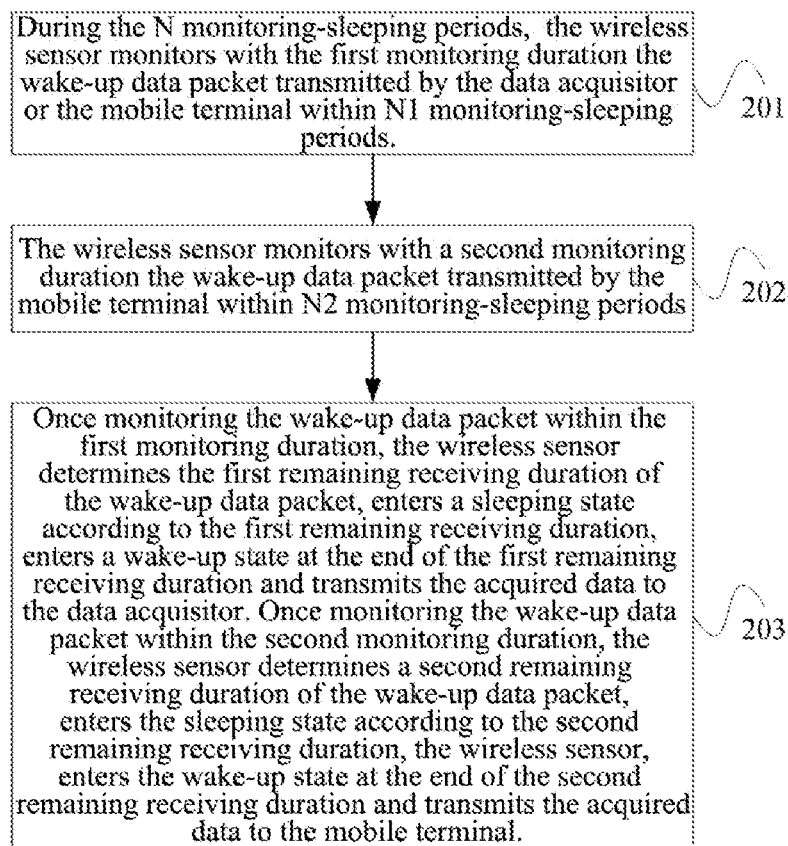 During the N monitoring-sleeping periods, the wireless
sensor monitors with the first monitoring duration the
wake-up data packet transmitted by the data acquisitor
or the mobile terminal within N1 monitoring-sleeping
periods.
201
The wireless sensor monitors with a second monitoring
duration the wake-up data packet transmitted by the
mobile terminal within N2 monitoring-sleeping periods
202
Once monitoring the wake-up data packet within the
first monitoring duration, the wireless sensor
determines the first remaining receiving duration of
the wake-up data packet, enters a sleeping state
according to the first remaining receiving duration,
enters a wake-up state at the end of the first remaining
receiving duration and transmits the acquired data to
the data acquisitor. Once monitoring the wake-up data
packet within the second monitoring duration, the
wireless sensor determines a second remaining
receiving duration of the wake-up data packet,
enters the sleeping state according to the second
remaining receiving duration, the wireless sensor,
enters the wake-up state at the end of the second
remaining receiving duration and transmits the acquired
data to the mobile terminal.
203